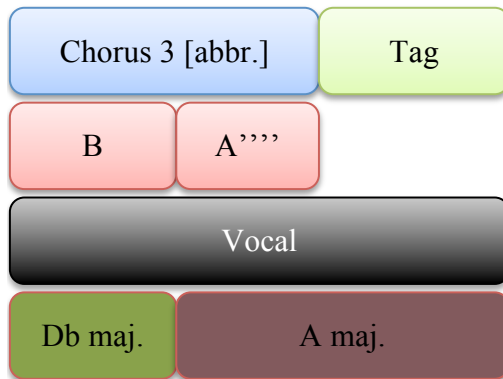 Chorus 3 [abbr.] Tag
B A’’’’
Vocal
Db maj. A maj.